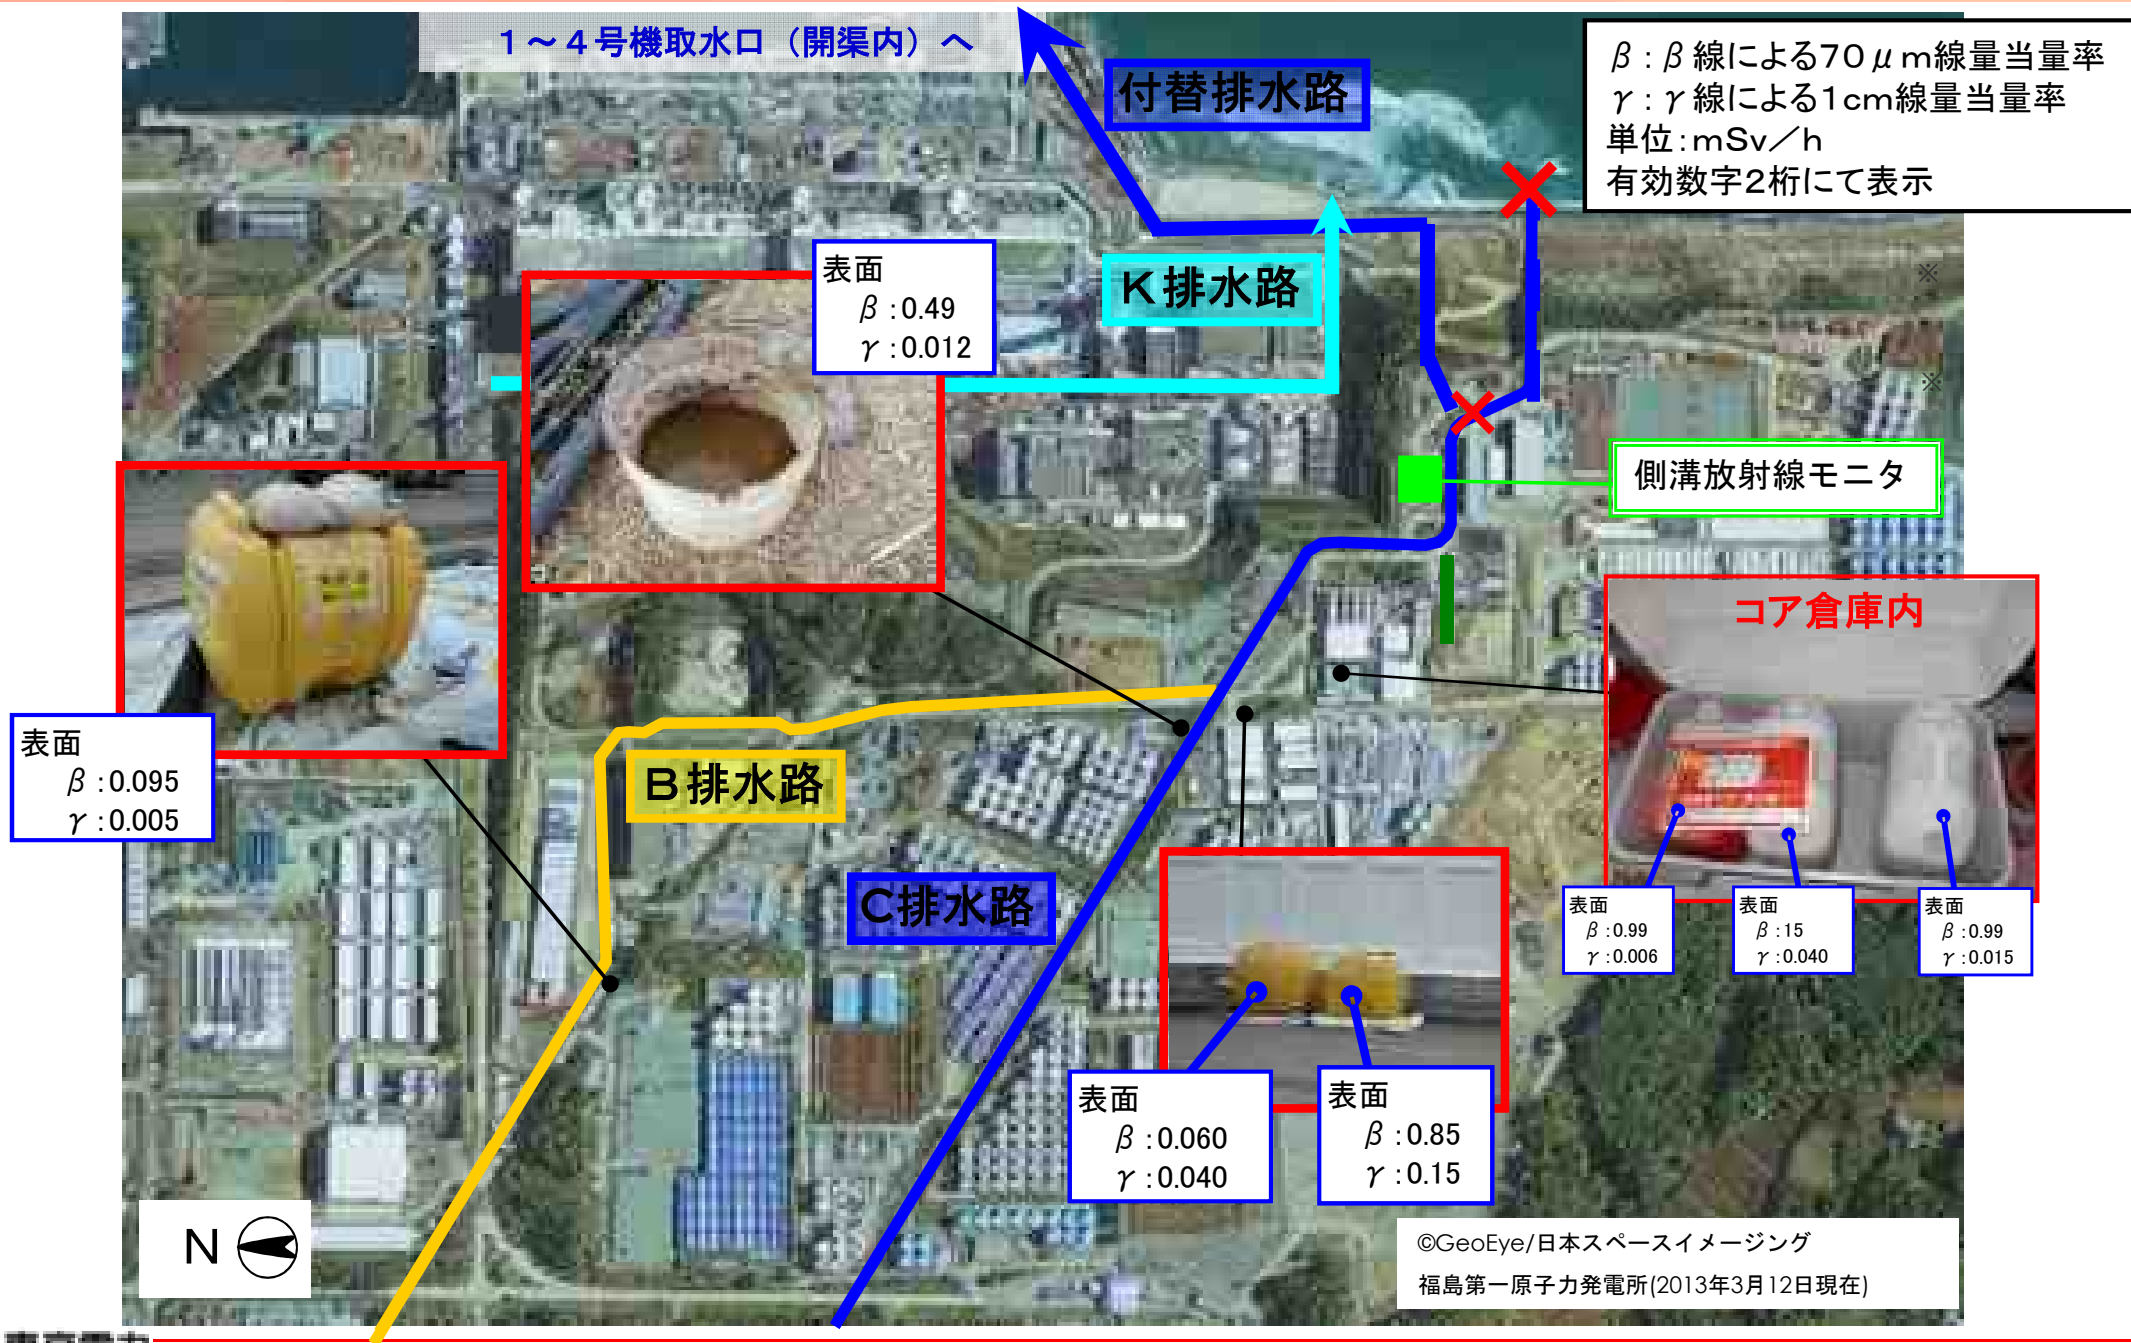 1～4号機取水口（開渠内）へ
付替排水路
β：β線による70μm線量当量率
γ：γ線による1cm線量当量率
単位：mSv／h
有効数字2桁にて表示
表面
β：0.49
γ：0.012
K排水路
※
※
側溝放射線モニタ
コア倉庫内
表面
β：0.095
γ：0.005
B排水路
C排水路
表面
β：0.99
γ：0.006
表面
β：15
γ：0.040
表面
β：0.99
γ：0.015
表面
β：0.060
γ：0.040
表面
β：0.85
γ：0.15
N
©GeoEye/日本スペースイメージング
福島第一原子力発電所(2013年3月12日現在)